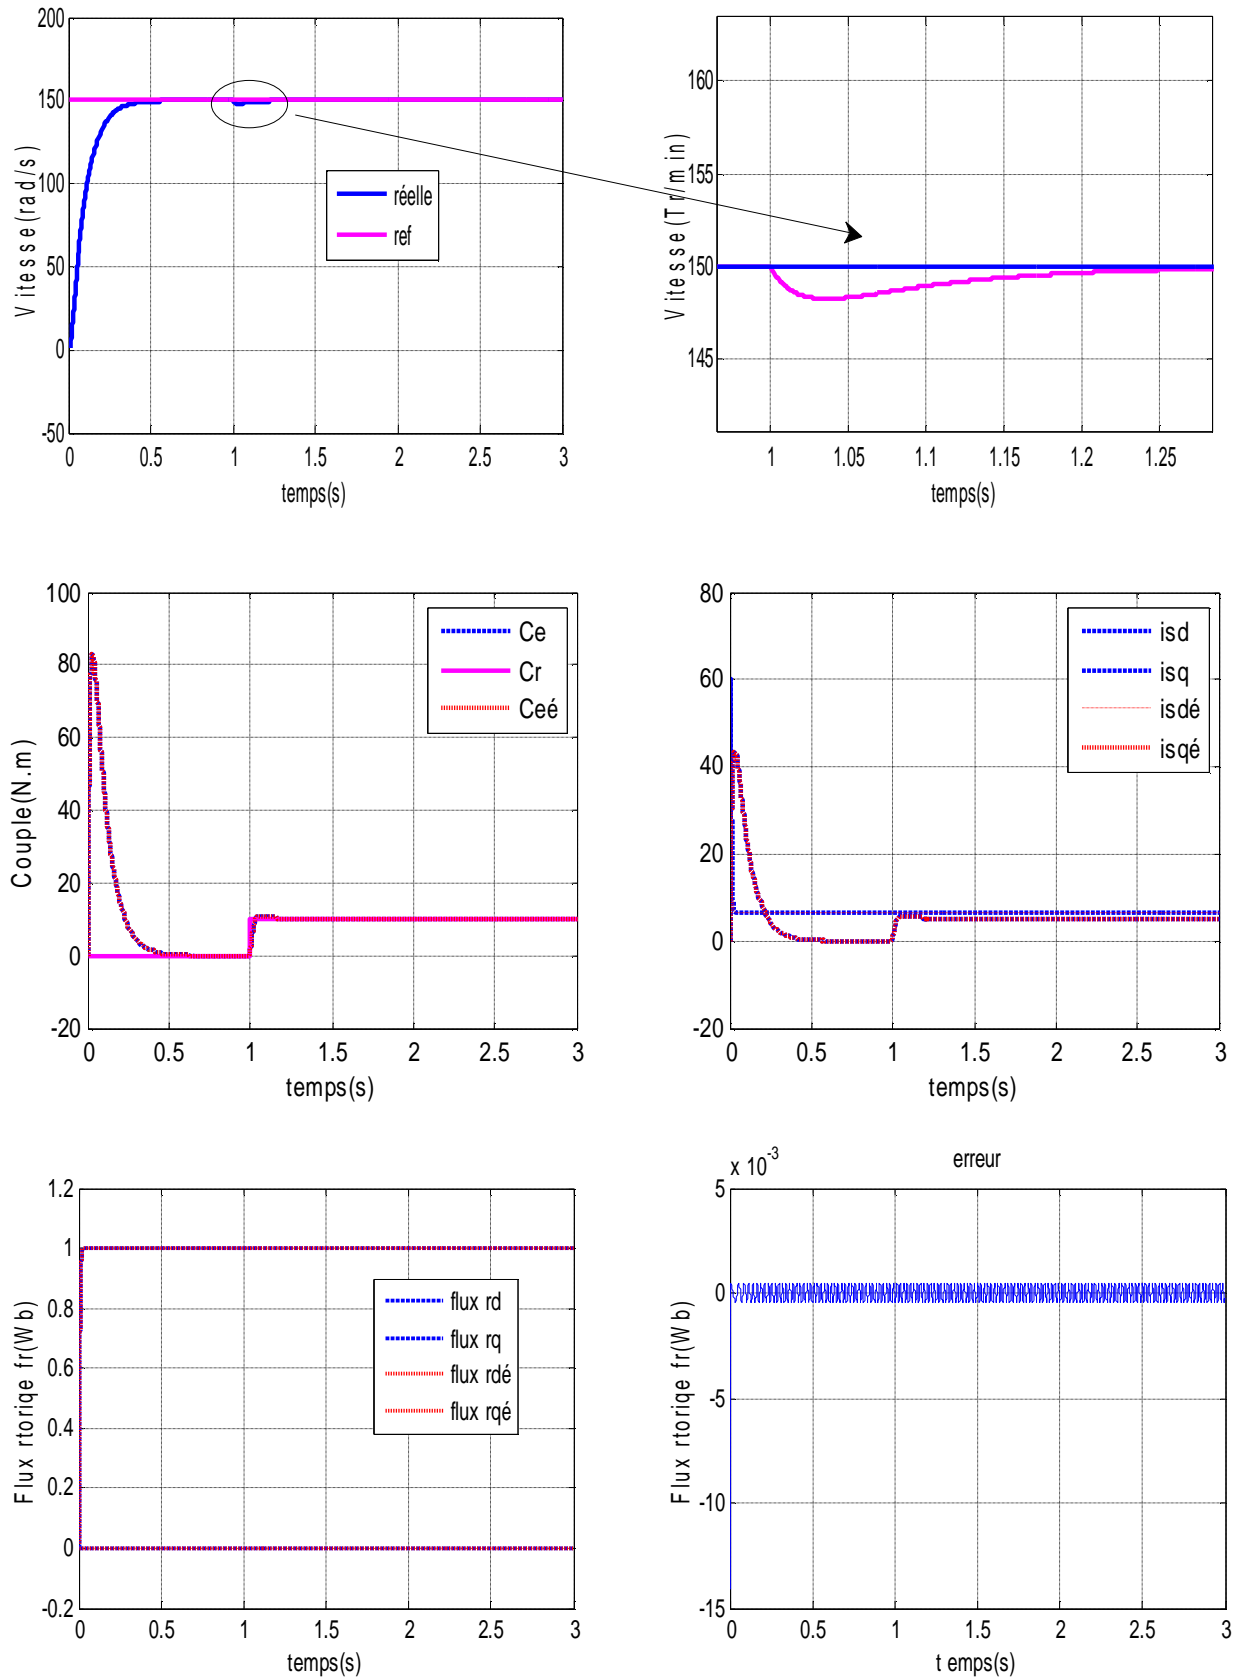 200
150
100
50
0
-50
0 0.5 1 1.5 2 2.5 3
temps(s)
Vitesse(rad/s)
réelle
ref
160
155
150
145
1 1.05 1.1 1.15 1.2 1.25
temps(s)
Vitesse(Tr/min)
100
80
60
40
20
0
-20
0 0.5 1 1.5 2 2.5 3
temps(s)
Couple(N.m)
Ce
Cr
Ceé
80
60
40
20
0
-20
0 0.5 1 1.5 2 2.5 3
temps(s)
isd
isq
isdé
isqé
1.2
1
0.8
0.6
0.4
0.2
0
-0.2
0 0.5 1 1.5 2 2.5 3
temps(s)
Flux rtoriqe fr(Wb)
flux rd
flux rq
flux rdé
flux rqé
x 10^-3
erreur
5
0
-5
-10
-15
0 0.5 1 1.5 2 2.5 3
t emps(s)
Flux rtoriqe fr(Wb)